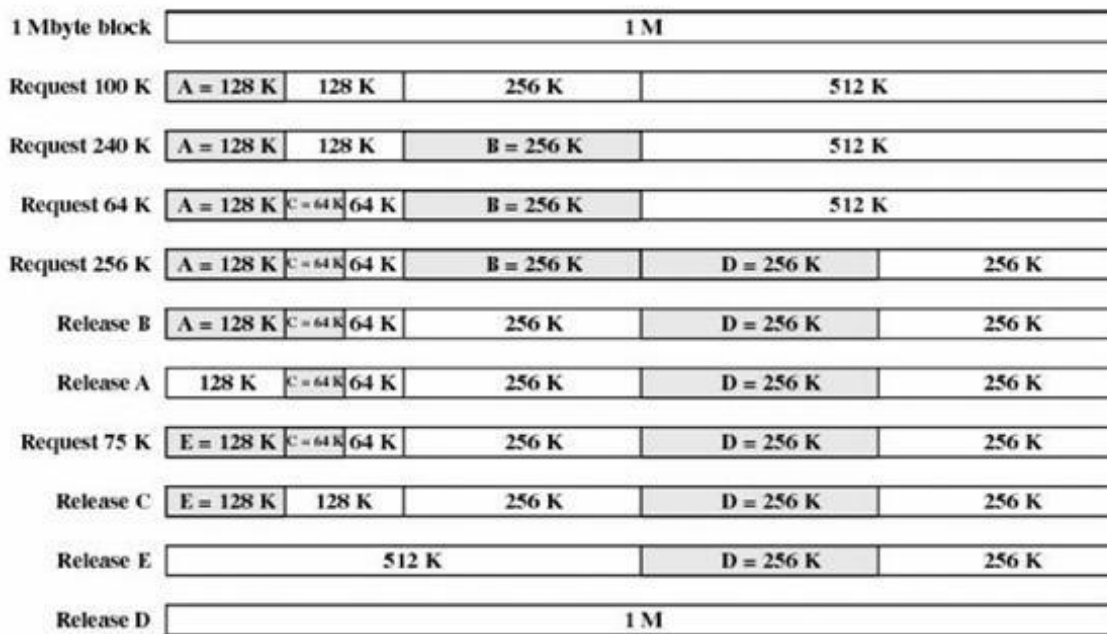 1 Mbyte block 1 M
Request 100 K A = 128 K 128 K 256 K 512 K
Request 240 K A = 128 K 128 K B = 256 K 512 K
Request 64 K A = 128 K C = 64 K 64 K B = 256 K 512 K
Request 256 K A = 128 K C = 64 K 64 K B = 256 K D = 256 K 256 K
Release B A = 128 K C = 64 K 64 K 256 K D = 256 K 256 K
Release A 128 K C = 64 K 64 K 256 K D = 256 K 256 K
Request 75 K E = 128 K C = 64 K 64 K 256 K D = 256 K 256 K
Release C E = 128 K 128 K 256 K D = 256 K 256 K
Release E 512 K D = 256 K 256 K
Release D 1 M